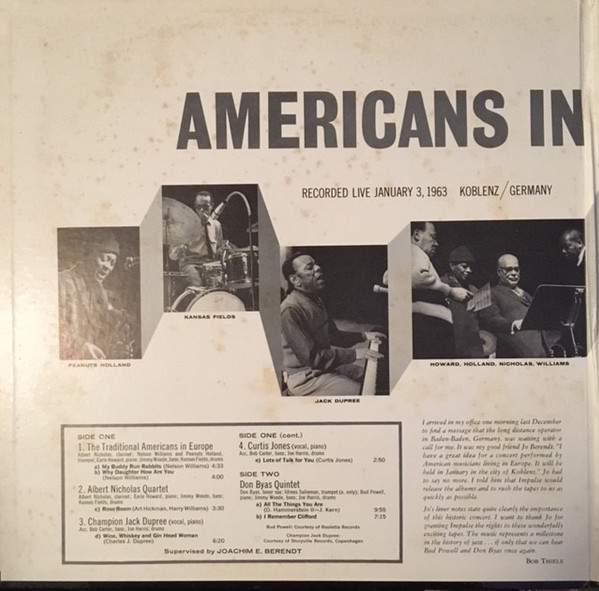 AMERICANS IN
RECORDED LIVE JANUARY 3, 1963 KOBLENZ/GERMANY
PEANUTS HOLLAND
KANSAS FIELDS
JACK DUPREE
HOWARD, HOLLAND, NICHOLAS, WILLIAMS
SIDE ONE
1. The Traditional Americans in Europe
Albert Nicholas, clarinet; Nelson Williams and Peanuts Holland,
trumpet; Earle Howard, piano; Jimmy Woode, bass; Kansas Fields, drums
a) My Buddy Run Rabbits (Nelson Williams) 4:33
b) Why Daughter How Are You
(Nelson Williams) 4:00
2. Albert Nicholas Quartet
Albert Nicholas, clarinet; Earle Howard, piano; Jimmy Woode, bass;
Kansas Fields, drums
c) Rose Room (Art Hickman, Harry Williams) 3:30
3. Champion Jack Dupree (vocal, piano)
Acc. Bob Carter, bass; Joe Harris, drums
d) Wine, Whiskey and Gin Head Woman
(Charles J. Dupree) 6:20
SIDE ONE (cont.)
4. Curtis Jones (vocal, piano)
Acc. Bob Carter, bass; Joe Harris, drums
e) Lots of Talk for You (Curtis Jones) 2:50
SIDE TWO
Don Byas Quintet
Don Byas, tenor sax; Idrees Sulieman, trumpet (a. only); Bud Powell,
piano; Jimmy Woode, bass; Joe Harris, drums
a) All The Things You Are
(O. Hammerstein II—J. Kern) 9:55
b) I Remember Clifford 7:15
Bud Powell: Courtesy of Roulette Records
Champion Jack Dupree:
Courtesy of Storyville Records, Copenhagen
Supervised by JOACHIM E. BERENDT
I arrived in my office one morning last December
to find a message that the long distance operator
in Baden-Baden, Germany, was waiting with a
call for me. It was my good friend Jo Berendt. "I
have a great idea for a concert performed by
American musicians living in Europe. It will be
held in January in the city of Koblenz." Jo had
to say no more. I told him that Impulse would
release the albums and to rush the tapes to us as
quickly as possible.
Jo's liner notes state quite clearly the importance
of this historic concert. I want to thank Jo for
granting Impulse the rights to these wonderfully
exciting tapes. The music represents a milestone
in the history of jazz . . . if only that we can hear
Bud Powell and Don Byas once again.
BOB THIELE